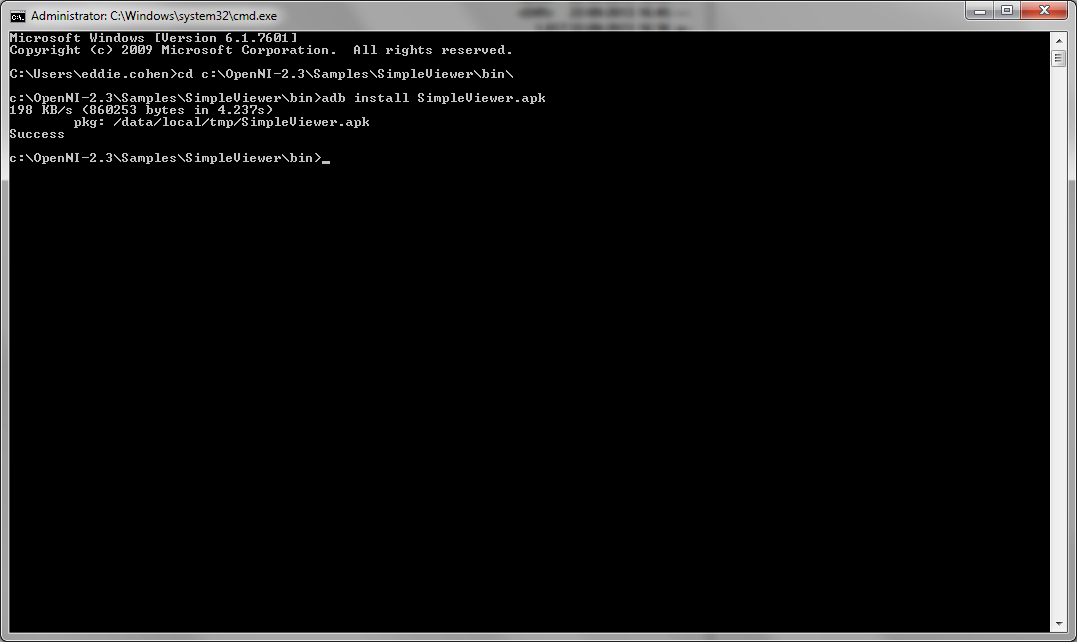 Administrator: C:\Windows\system32\cmd.exe
Microsoft Windows [Version 6.1.7601]
Copyright (c) 2009 Microsoft Corporation.  All rights reserved.
C:\Users\eddie.cohen>cd c:\OpenNI-2.3\Samples\SimpleViewer\bin\
c:\OpenNI-2.3\Samples\SimpleViewer\bin>adb install SimpleViewer.apk
198 KB/s (860253 bytes in 4.237s)
        pkg: /data/local/tmp/SimpleViewer.apk
Success
c:\OpenNI-2.3\Samples\SimpleViewer\bin>_